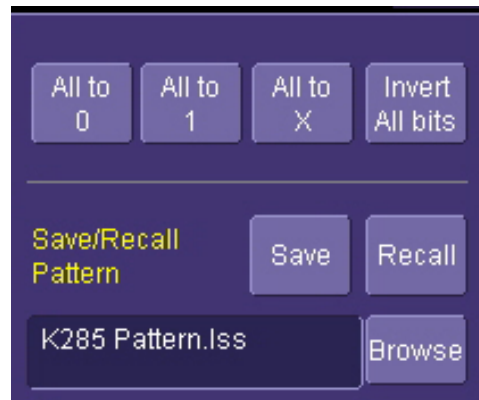 All to 0
All to 1
All to X
Invert All bits
Save/Recall Pattern
Save
Recall
K285 Pattern.lss
Browse